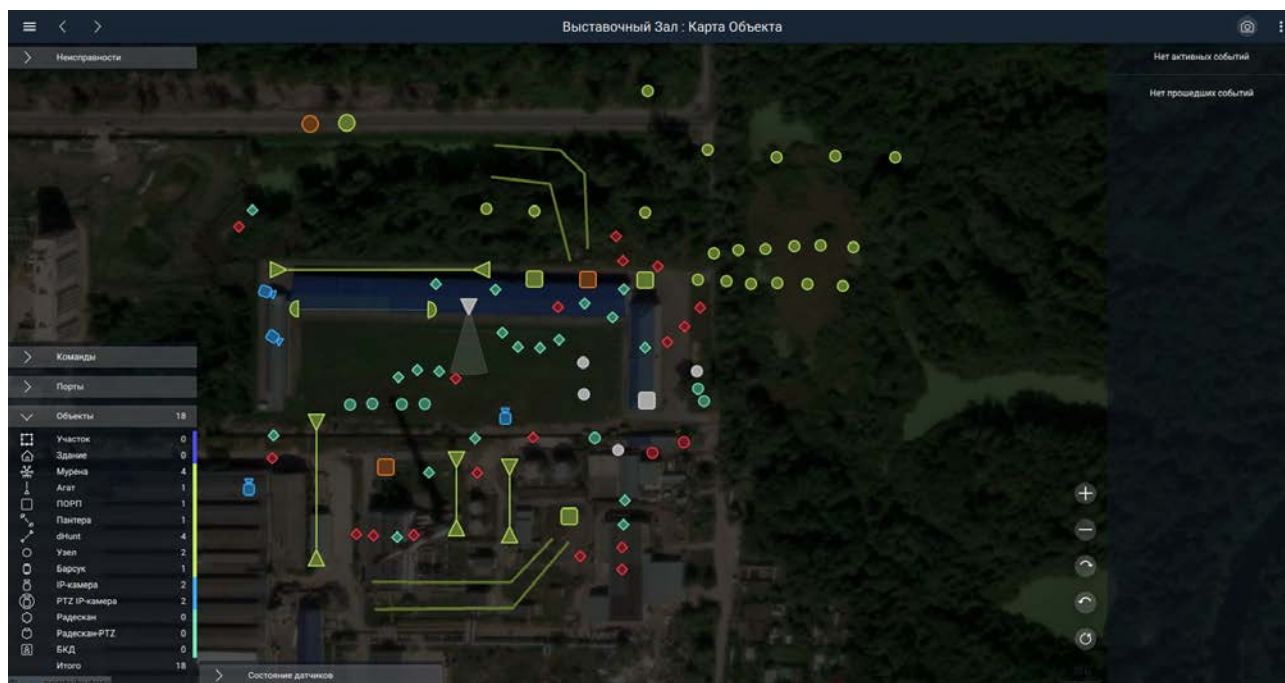 Выставочный Зал : Карта Объекта
Неисправности
Нет активных событий
Нет прошедших событий
Команды
Порты
Объекты 18
Участок 0
Здание 0
Мурена 4
Агат 1
ПОРП 1
Пантера 1
dHunt 4
Узел 2
Барсук 1
IP-камера 2
PTZ IP-камера 2
Радескан 0
Радескан-PTZ 0
БКД 0
Итого 18
Состояние датчиков